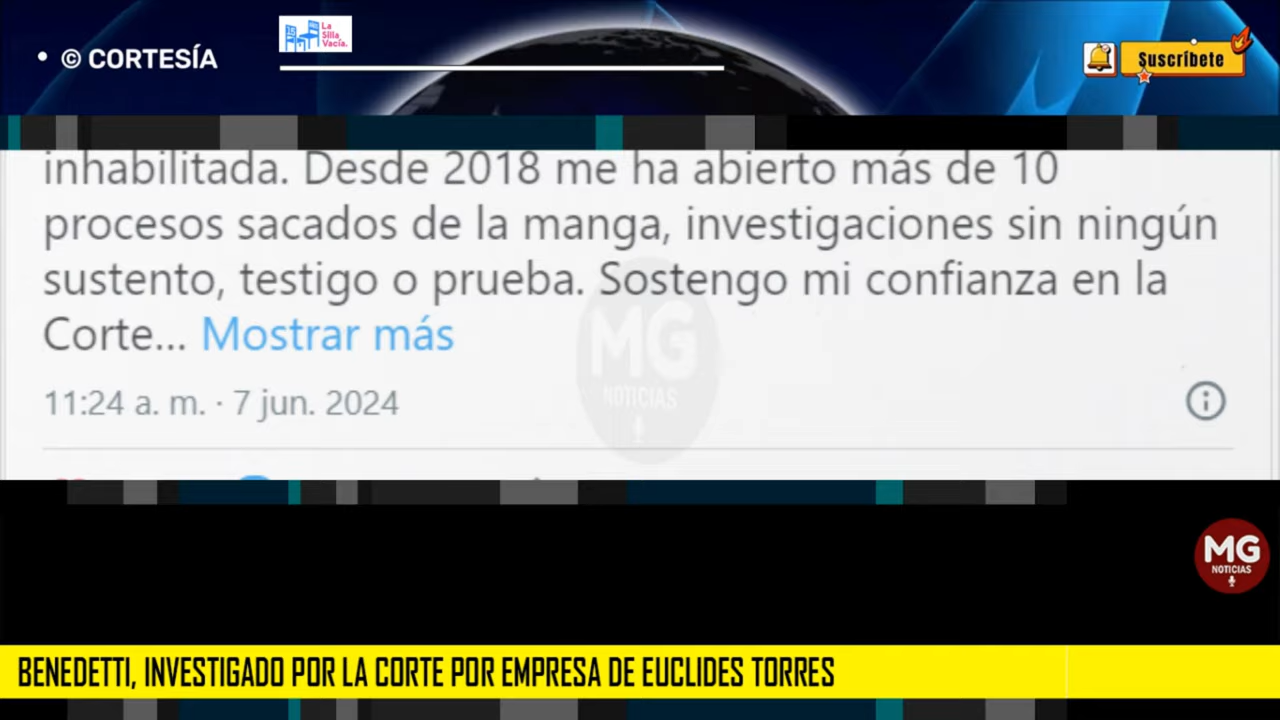 © CORTESÍA
La
Silla
Vacía.
Suscríbete
inhabilitada. Desde 2018 me ha abierto más de 10
procesos sacados de la manga, investigaciones sin ningún
sustento, testigo o prueba. Sostengo mi confianza en la
Corte... Mostrar más
11:24 a. m. · 7 jun. 2024
MG
NOTICIAS
MG
NOTICIAS
BENEDETTI, INVESTIGADO POR LA CORTE POR EMPRESA DE EUCLIDES TORRES